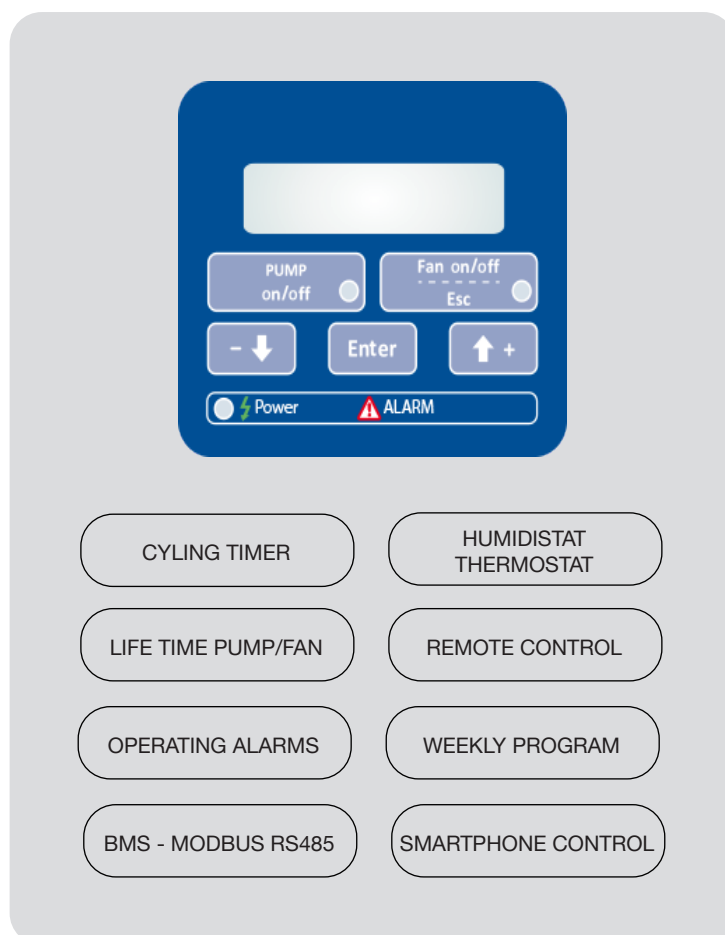 PUMP
on/off
Fan on/off
Esc
- Enter +
Power ALARM
CYLING TIMER
HUMIDISTAT
THERMOSTAT
LIFE TIME PUMP/FAN
REMOTE CONTROL
OPERATING ALARMS
WEEKLY PROGRAM
BMS - MODBUS RS485
SMARTPHONE CONTROL